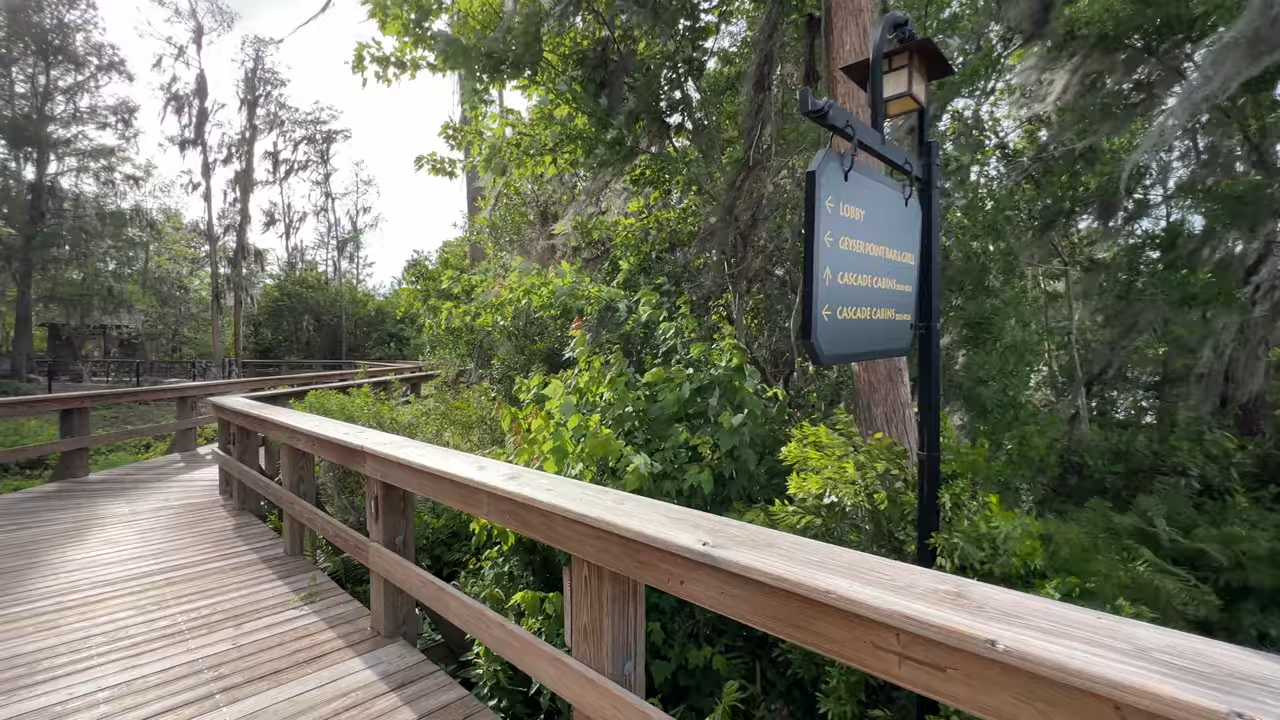 ← LOBBY
← GEYSER POINT BAR & GRILL
↑ CASCADE CABINS
← CASCADE CABINS